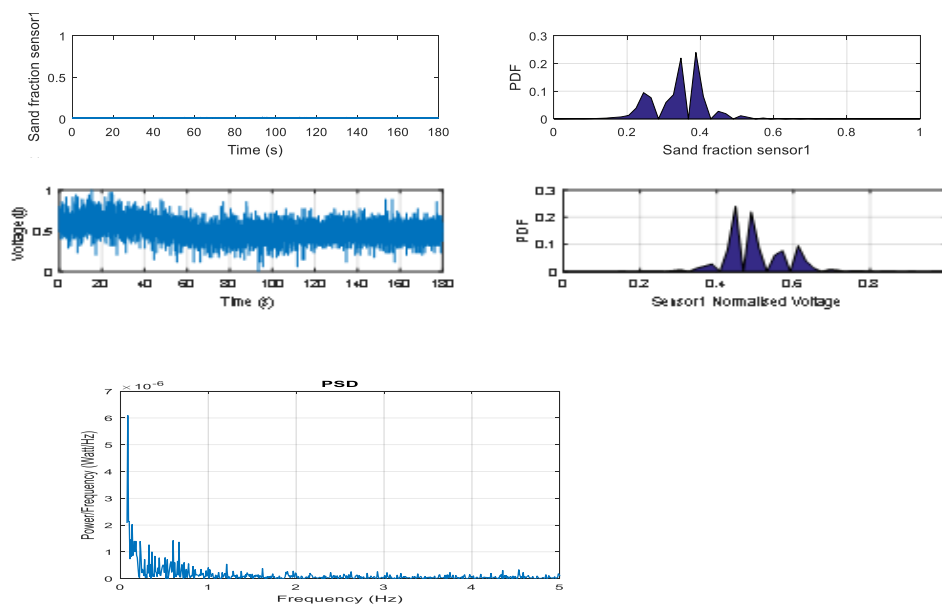 Sand fraction sensor1
1
0.5
0
0 20 40 60 80 100 120 140 160 180
Time (s)
PDF
0.3
0.2
0.1
0
0 0.2 0.4 0.6 0.8 1
Sand fraction sensor1
1
0.5
0
0 20 40 60 80 100 120 140 160 180
Time (s)
PDF
0.3
0.2
0.1
0
0 0.2 0.4 0.6 0.8
Sensor1 Normalised Voltage
PSD
× 10-6
Power/Frequency (Watt/Hz)
7
6
5
4
3
2
1
0
0 1 2 3 4 5
Frequency (Hz)